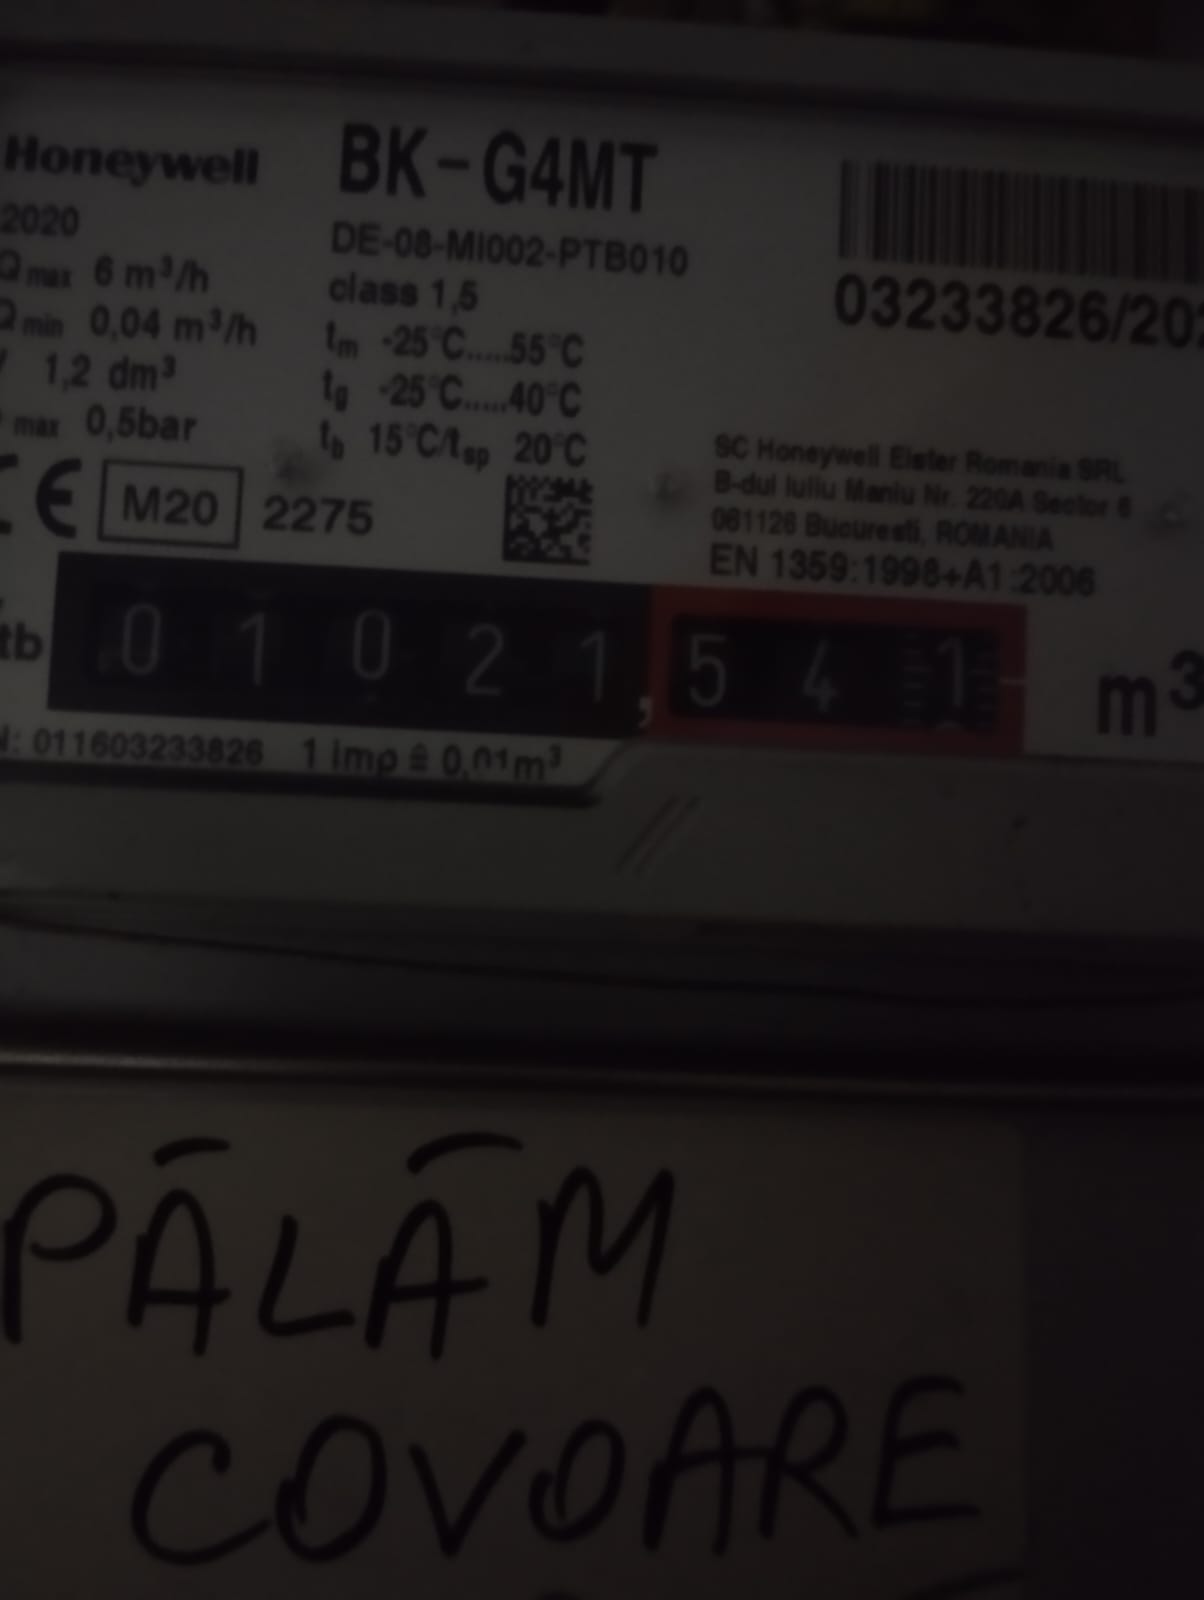 Honeywell
BK-G4MT
2020
DE-08-MI002-PTB010
Qmax 6 m³/h
class 1,5
03233826/20
Qmin 0,04 m³/h
tm -25°C.....55°C
1,2 dm³
tg -25°C.....40°C
max 0,5bar
tb 15°C/tsp 20°C
SC Honeywell Elster Romania SRL
B-dul Iuliu Maniu Nr. 220A Sector 6
061126 Bucuresti, ROMANIA
CE M20 2275
EN 1359:1998+A1:2006
tb
01021,541 m³
N: 011603233826 1 imp ≙ 0,01m³
PĂLĂM
COVOARE